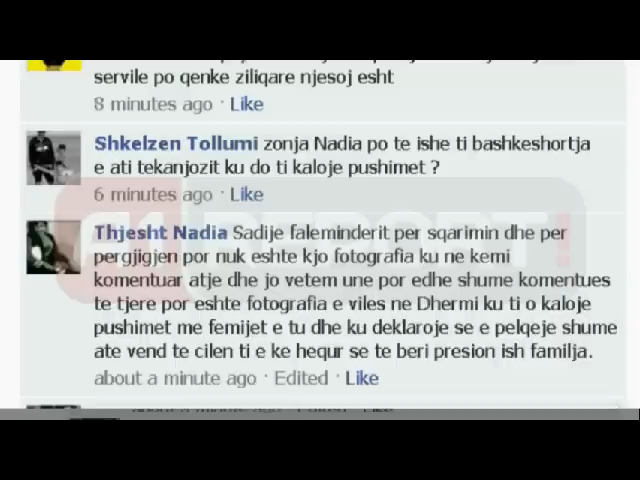 servile po qenke ziliqare njesoj esht
8 minutes ago · Like
Shkelzen Tollumi zonja Nadia po te ishe ti bashkeshortja
e ati tekanjozit ku do ti kaloje pushimet ?
6 minutes ago · Like
Thjesht Nadia Sadije faleminderit per sqarimin dhe per
pergjigjen por nuk eshte kjo fotografia ku ne kemi
komentuar atje dhe jo vetem une por edhe shume komentues
te tjere por eshte fotografia e viles ne Dhermi ku ti o kaloje
pushimet me femijet e tu dhe ku deklaroje se e pelqeje shume
ate vend te cilen ti e ke hequr se te beri presion ish familja.
about a minute ago · Edited · Like
about a minute ago · Edited · Like